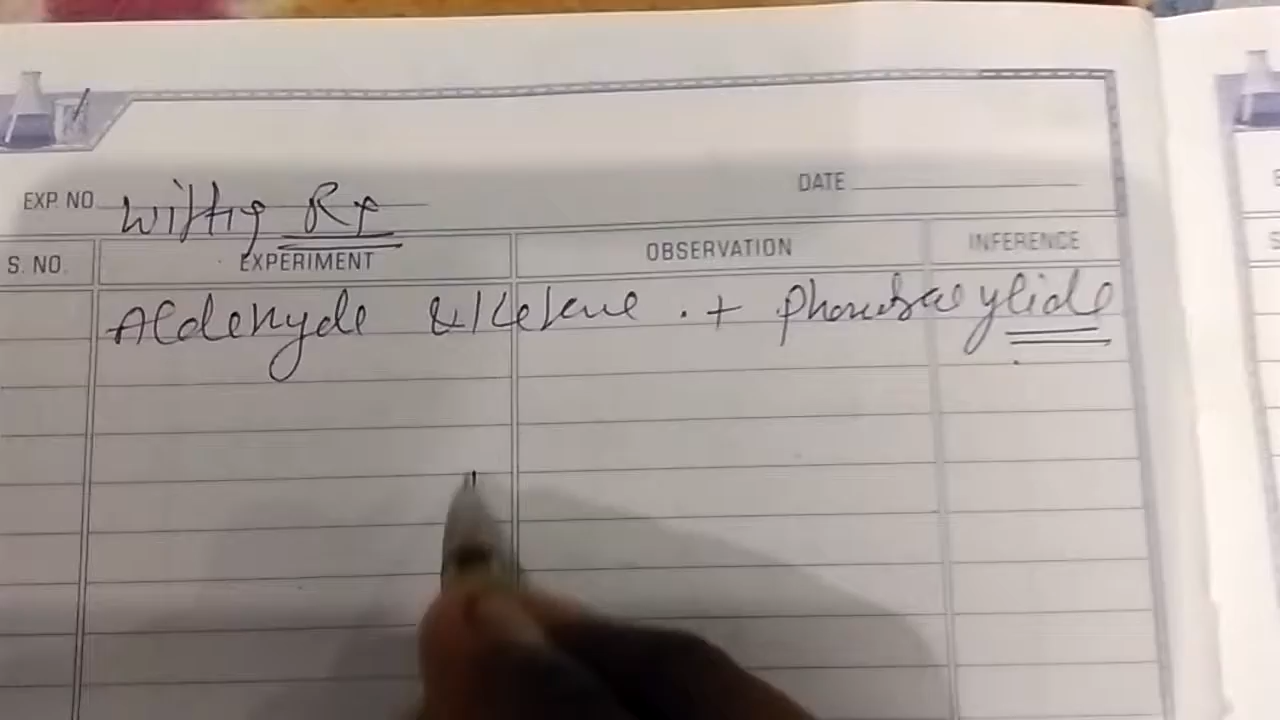 EXP. NO. Wittig Rx
DATE
S. NO. EXPERIMENT OBSERVATION INFERENCE
Aldehyde & Ketone . + ylide